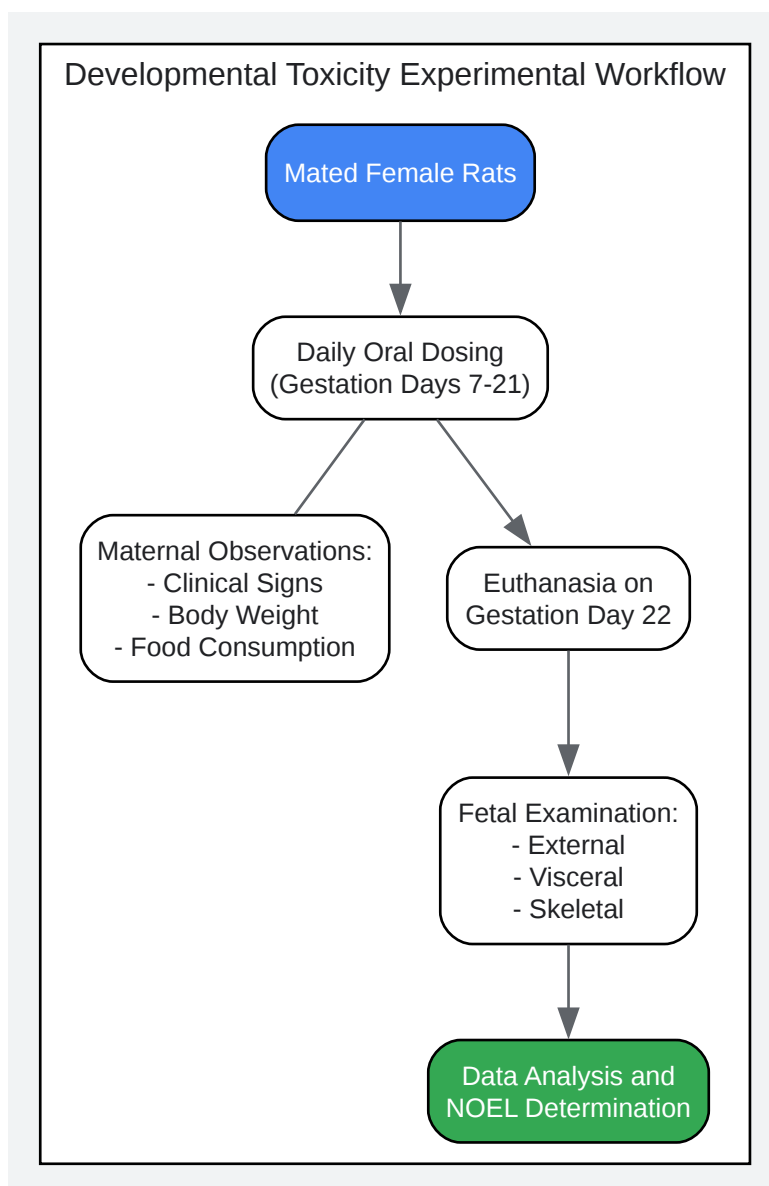 Developmental Toxicity Experimental Workflow
Mated Female Rats
Daily Oral Dosing
(Gestation Days 7-21)
Maternal Observations:
- Clinical Signs
- Body Weight
- Food Consumption
Euthanasia on
Gestation Day 22
Fetal Examination:
- External
- Visceral
- Skeletal
Data Analysis and
NOEL Determination